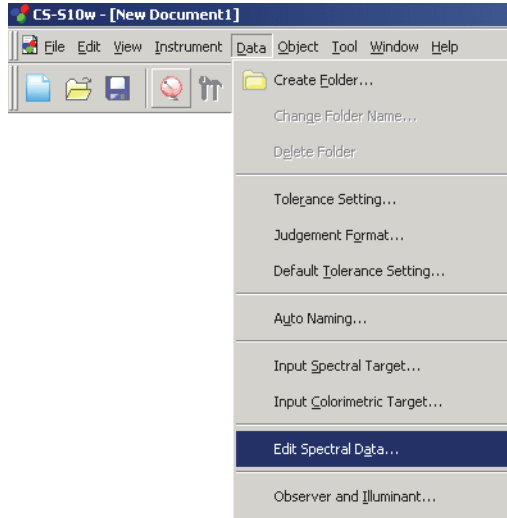 CS-S10w - [New Document1]
File Edit View Instrument Data Object Tool Window Help
Create Folder...
Change Folder Name...
Delete Folder
Tolerance Setting...
Judgement Format...
Default Tolerance Setting...
Auto Naming...
Input Spectral Target...
Input Colorimetric Target...
Edit Spectral Data...
Observer and Illuminant...